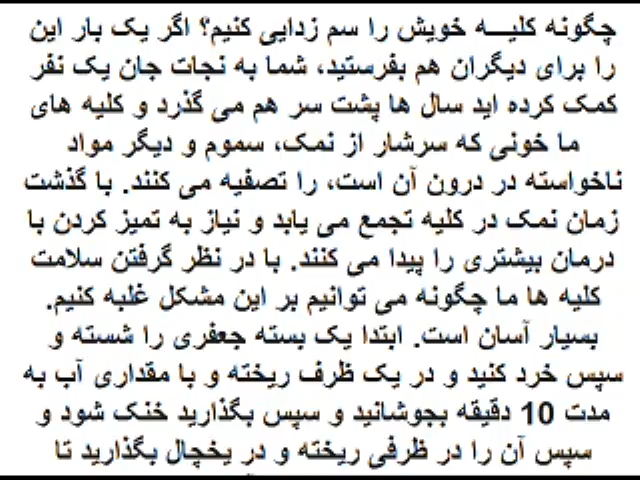 چگونه کلیـــه خویش را سم زدایی کنیم؟ اگر یک بار این
را برای دیگران هم بفرستید، شما به نجات جان یک نفر
کمک کرده اید سال ها پشت سر هم می گذرد و کلیه های
ما خونی که سرشار از نمک، سموم و دیگر مواد
ناخواسته در درون آن است، را تصفیه می کنند. با گذشت
زمان نمک در کلیه تجمع می یابد و نیاز به تمیز کردن با
درمان بیشتری را پیدا می کنند. با در نظر گرفتن سلامت
کلیه ها ما چگونه می توانیم بر این مشکل غلبه کنیم.
بسیار آسان است. ابتدا یک بسته جعفری را شسته و
سپس خرد کنید و در یک ظرف ریخته و با مقداری آب به
مدت 10 دقیقه بجوشانید و سپس بگذارید خنک شود و
سپس آن را در ظرفی ریخته و در یخچال بگذارید تا